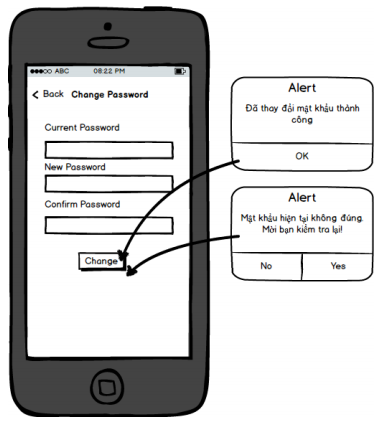 ABC 08:22 PM
Back Change Password
Current Password
New Password
Confirm Password
Change
Alert
Đã thay đổi mật khẩu thành
công
OK
Alert
Mật khẩu hiện tại không đúng.
Mời bạn kiểm tra lại!
No Yes